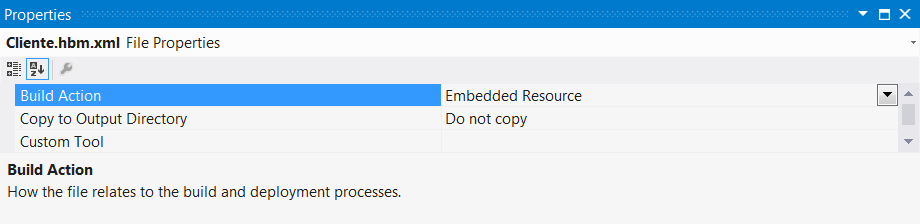 Properties
Cliente.hbm.xml File Properties
Build Action Embedded Resource
Copy to Output Directory Do not copy
Custom Tool
Build Action
How the file relates to the build and deployment processes.